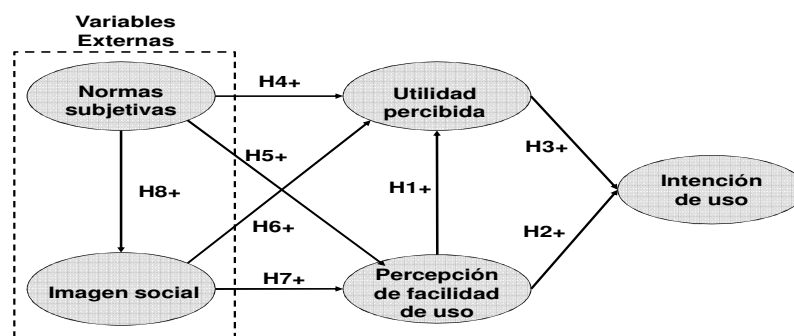 Variables
Externas
Normas
subjetivas
H4+
Utilidad
percibida
H3+
H5+
H1+
H8+
Intención
de uso
H6+
H2+
Imagen social
H7+
Percepción
de facilidad
de uso